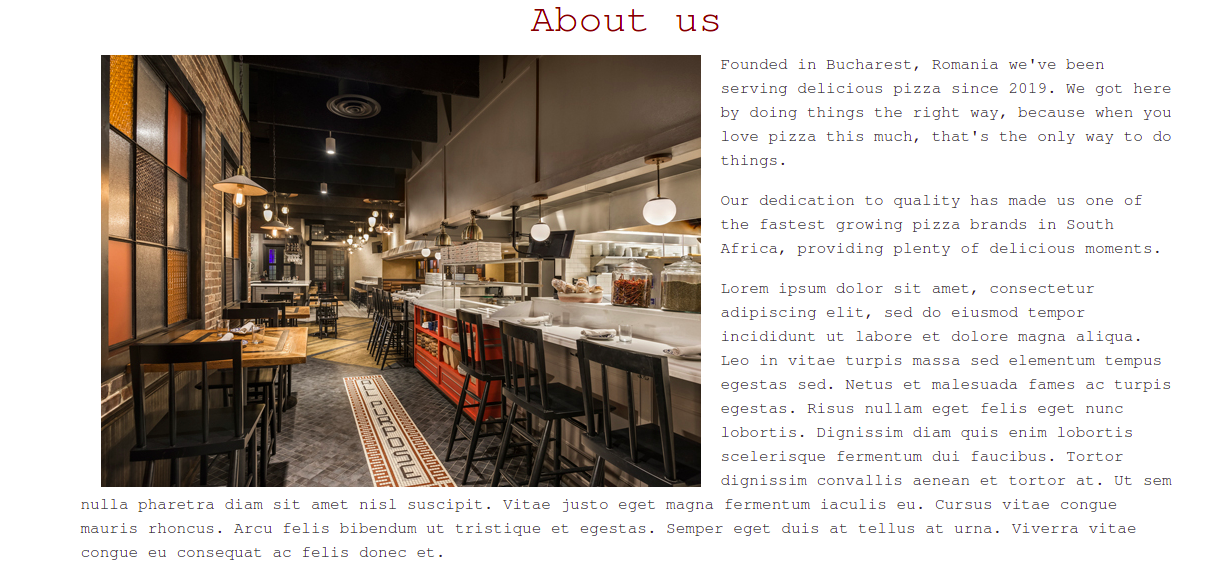 About us
Founded in Bucharest, Romania we've been
serving delicious pizza since 2019. We got here
by doing things the right way, because when you
love pizza this much, that's the only way to do
things.
Our dedication to quality has made us one of
the fastest growing pizza brands in South
Africa, providing plenty of delicious moments.
Lorem ipsum dolor sit amet, consectetur
adipiscing elit, sed do eiusmod tempor
incididunt ut labore et dolore magna aliqua.
Leo in vitae turpis massa sed elementum tempus
egestas sed. Netus et malesuada fames ac turpis
egestas. Risus nullam eget felis eget nunc
lobortis. Dignissim diam quis enim lobortis
scelerisque fermentum dui faucibus. Tortor
dignissim convallis aenean et tortor at. Ut sem
nulla pharetra diam sit amet nisl suscipit. Vitae justo eget magna fermentum iaculis eu. Cursus vitae congue
mauris rhoncus. Arcu felis bibendum ut tristique et egestas. Semper eget duis at tellus at urna. Viverra vitae
congue eu consequat ac felis donec et.